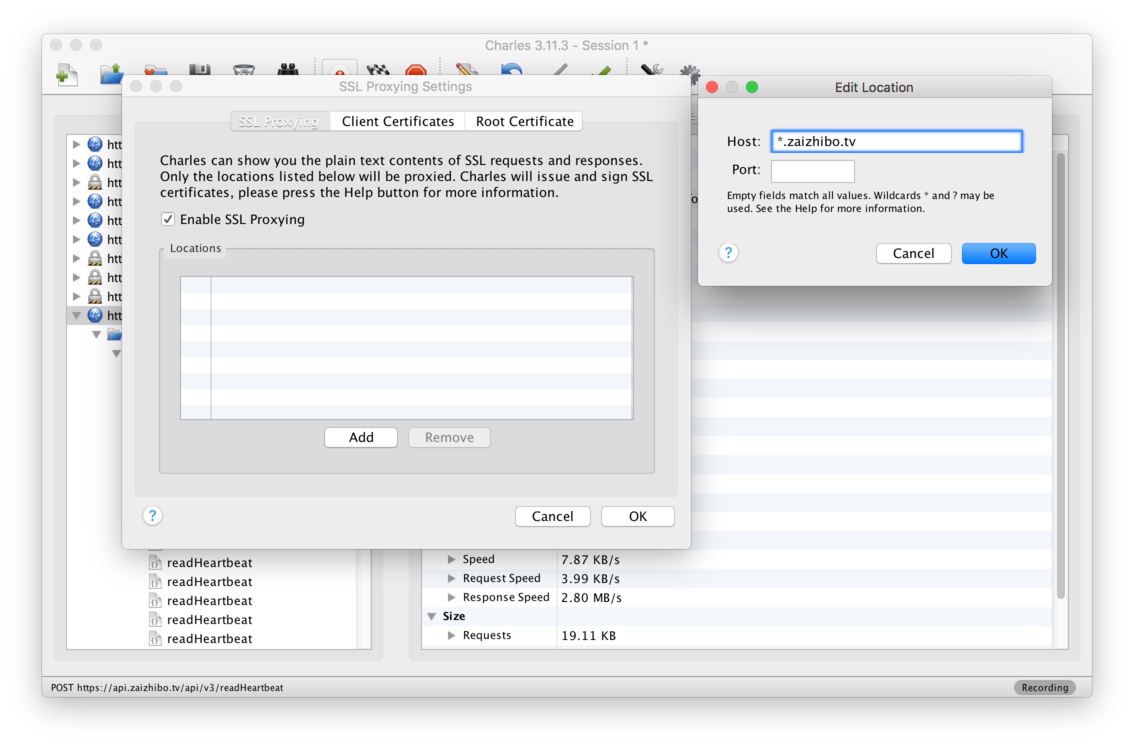 Charles 3.11.3 - Session 1 *
SSL Proxying Settings
Edit Location
SSL Proxying
Client Certificates
Root Certificate
Charles can show you the plain text contents of SSL requests and responses.
Only the locations listed below will be proxied. Charles will issue and sign SSL
certificates, please press the Help button for more information.
Enable SSL Proxying
Locations
Add
Remove
?
Cancel
OK
Host:
*.zaizhibo.tv
Port:
Empty fields match all values. Wildcards * and ? may be
used. See the Help for more information.
?
Cancel
OK
htt
htt
htt
htt
htt
htt
htt
htt
htt
htt
readHeartbeat
readHeartbeat
readHeartbeat
readHeartbeat
readHeartbeat
Speed 7.87 KB/s
Request Speed 3.99 KB/s
Response Speed 2.80 MB/s
Size
Requests 19.11 KB
POST https://api.zaizhibo.tv/api/v3/readHeartbeat
Recording